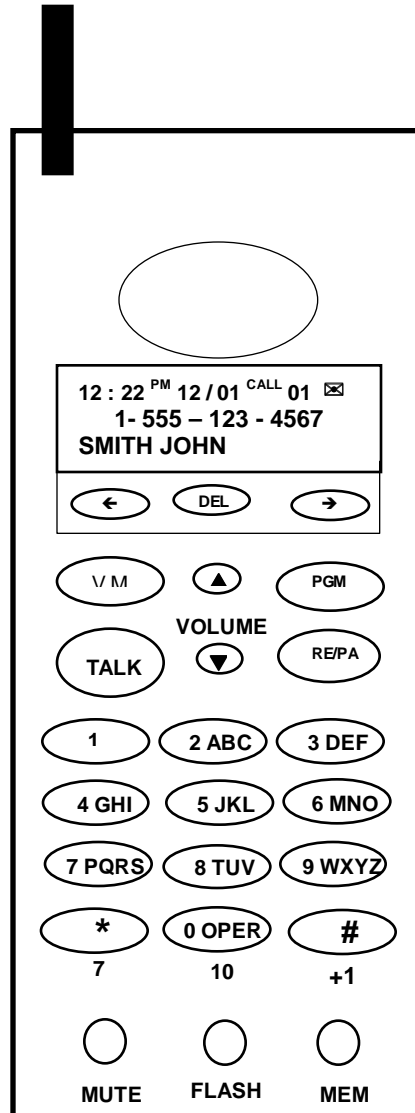 12 : 22 PM 12 / 01 CALL 01 ✉
1- 555 – 123 - 4567
SMITH JOHN
← DEL →
V M ▲ PGM
VOLUME
TALK ▼ RE/PA
1 2 ABC 3 DEF
4 GHI 5 JKL 6 MNO
7 PQRS 8 TUV 9 WXYZ
* 0 OPER #
7 10 +1
MUTE FLASH MEM